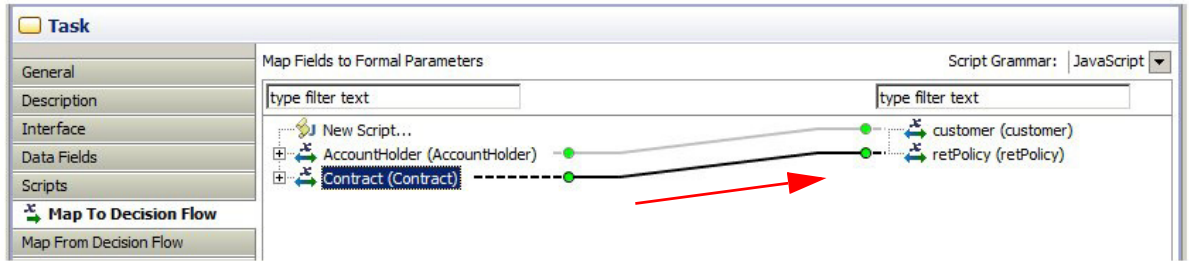 Task
General
Description
Interface
Data Fields
Scripts
Map To Decision Flow
Map From Decision Flow
Map Fields to Formal Parameters
Script Grammar: JavaScript
type filter text
type filter text
New Script...
AccountHolder (AccountHolder)
Contract (Contract)
customer (customer)
retPolicy (retPolicy)